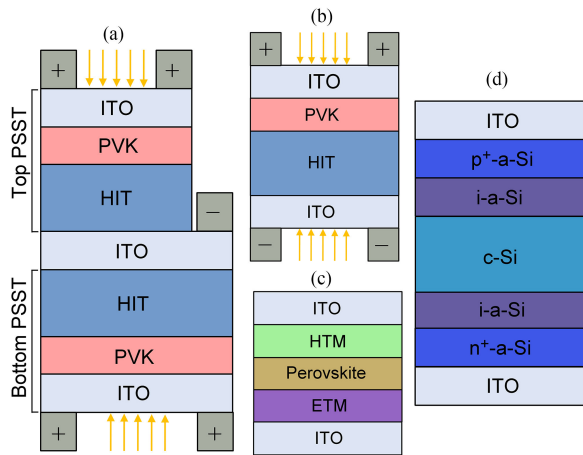 (a)
+ +
Top PSST
ITO
PVK
HIT
−
ITO
Bottom PSST
HIT
PVK
ITO
+ +
(b)
+ +
ITO
PVK
HIT
ITO
− −
(c)
ITO
HTM
Perovskite
ETM
ITO
(d)
ITO
p⁺-a-Si
i-a-Si
c-Si
i-a-Si
n⁺-a-Si
ITO